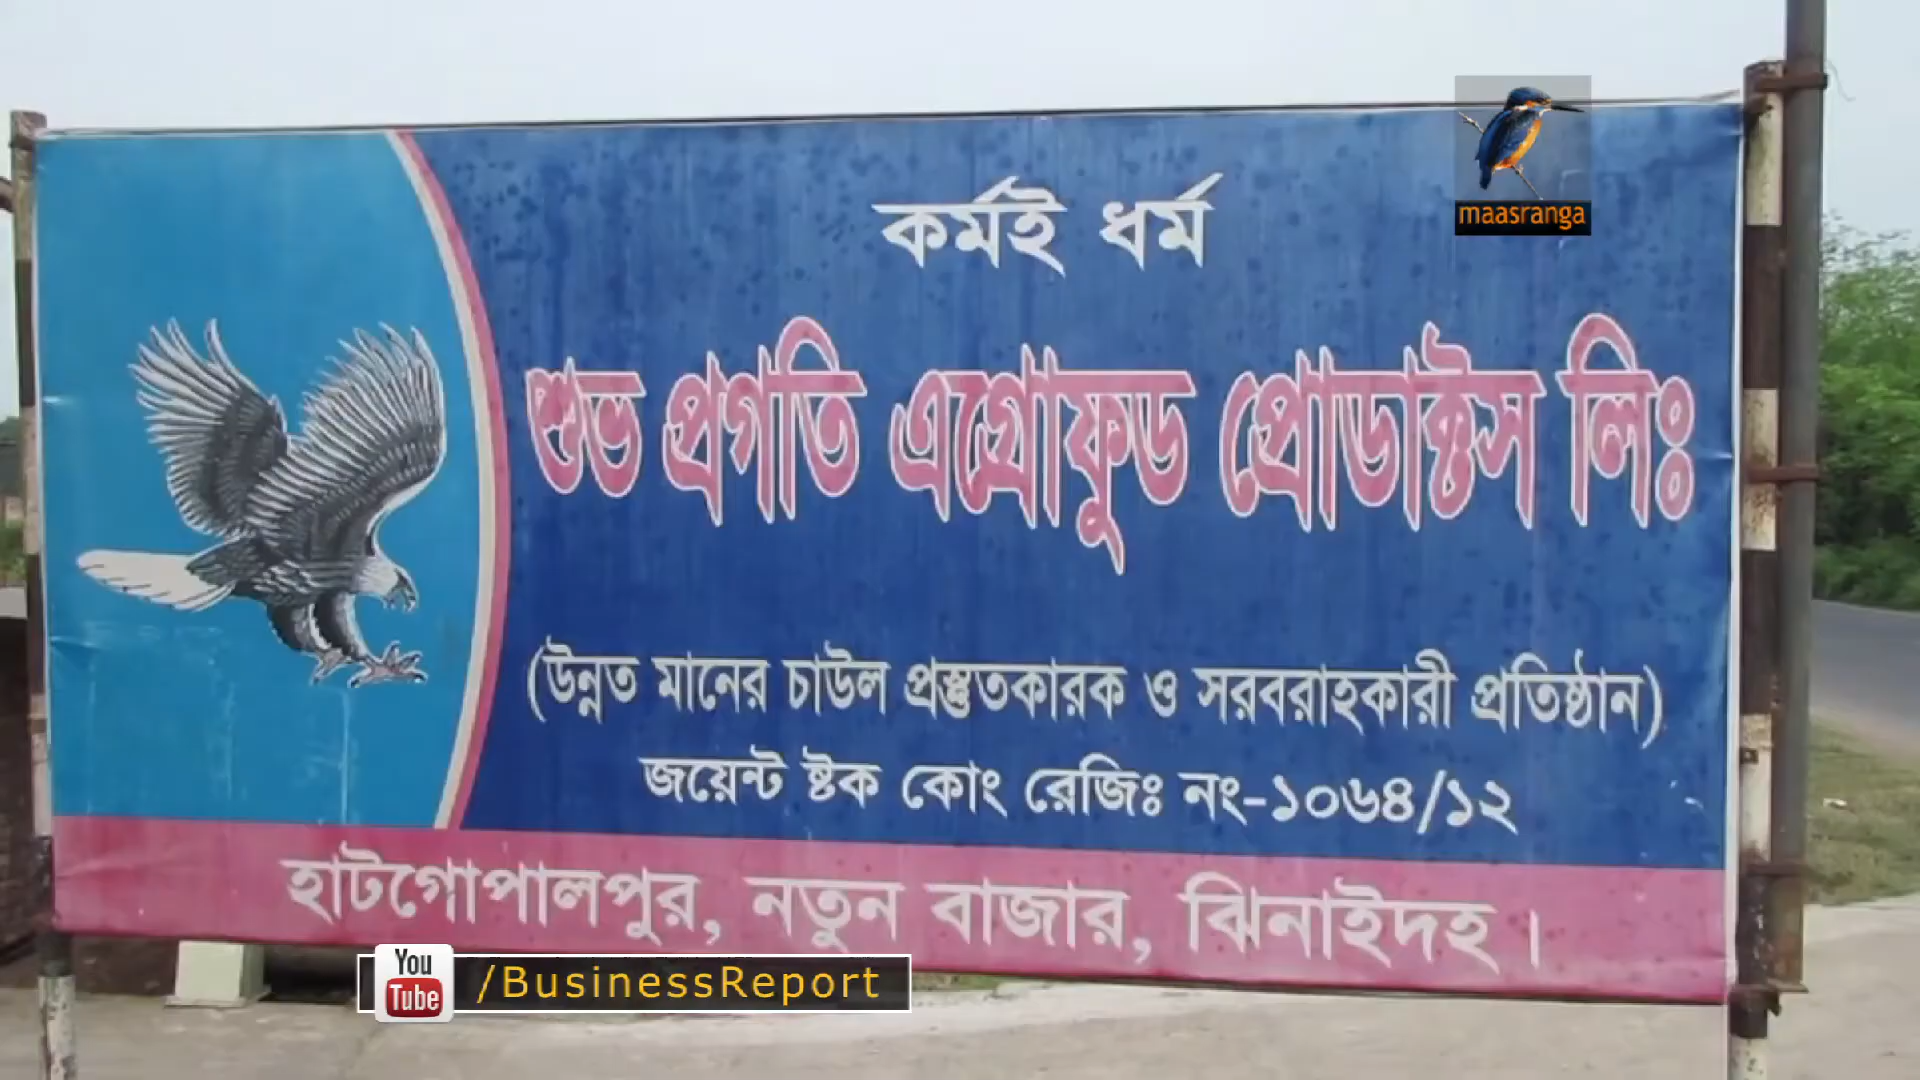 maasranga
কর্মই ধর্ম
শুভ প্রগতি এগ্রোফুড প্রোডাক্টস লিঃ
(উন্নত মানের চাউল প্রস্তুতকারক ও সরবরাহকারী প্রতিষ্ঠান)
জয়েন্ট ষ্টক কোং রেজিঃ নং-১০৬৪/১২
হাটগোপালপুর, নতুন বাজার, ঝিনাইদহ।
You Tube /BusinessReport